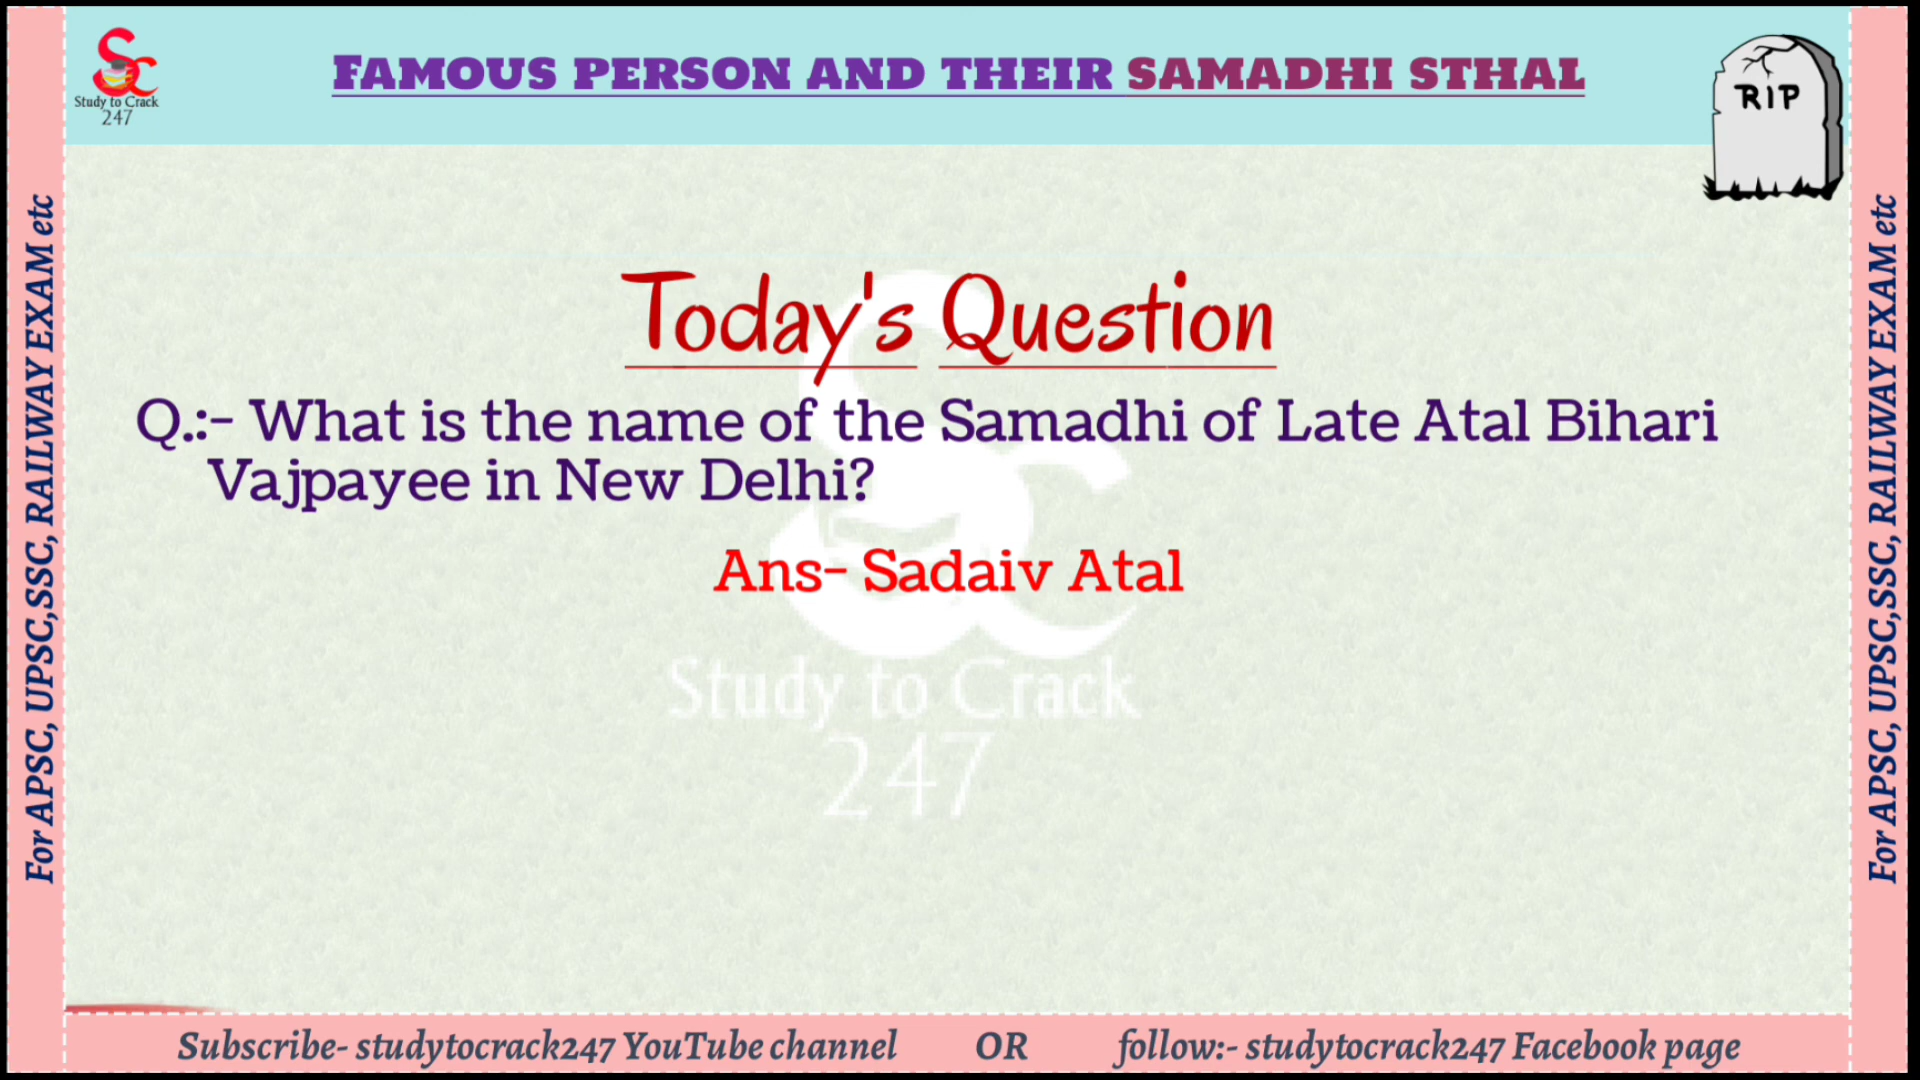 Study to Crack
247
FAMOUS PERSON AND THEIR SAMADHI STHAL
RIP
For APSC, UPSC,SSC, RAILWAY EXAM etc
Today's Question
Q.:- What is the name of the Samadhi of Late Atal Bihari
Vajpayee in New Delhi?
Ans- Sadaiv Atal
Study to Crack
247
For APSC, UPSC,SSC, RAILWAY EXAM etc
Subscribe- studytocrack247 YouTube channel OR follow:- studytocrack247 Facebook page